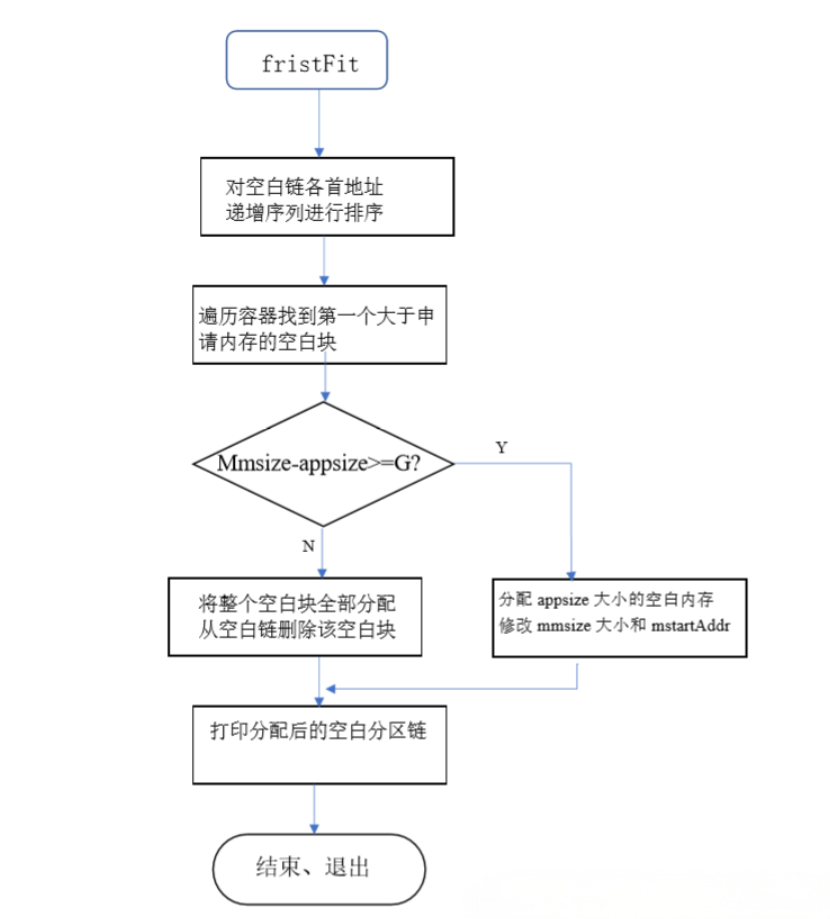 fristFit
对空白链各首地址
递增序列进行排序
遍历容器找到第一个大于申
请内存的空白块
Mmsize-appsize>=G?
Y
N
将整个空白块全部分配
从空白链删除该空白块
分配 appsize 大小的空白内存
修改 mmsize 大小和 mstartAddr
打印分配后的空白分区链
结束、退出